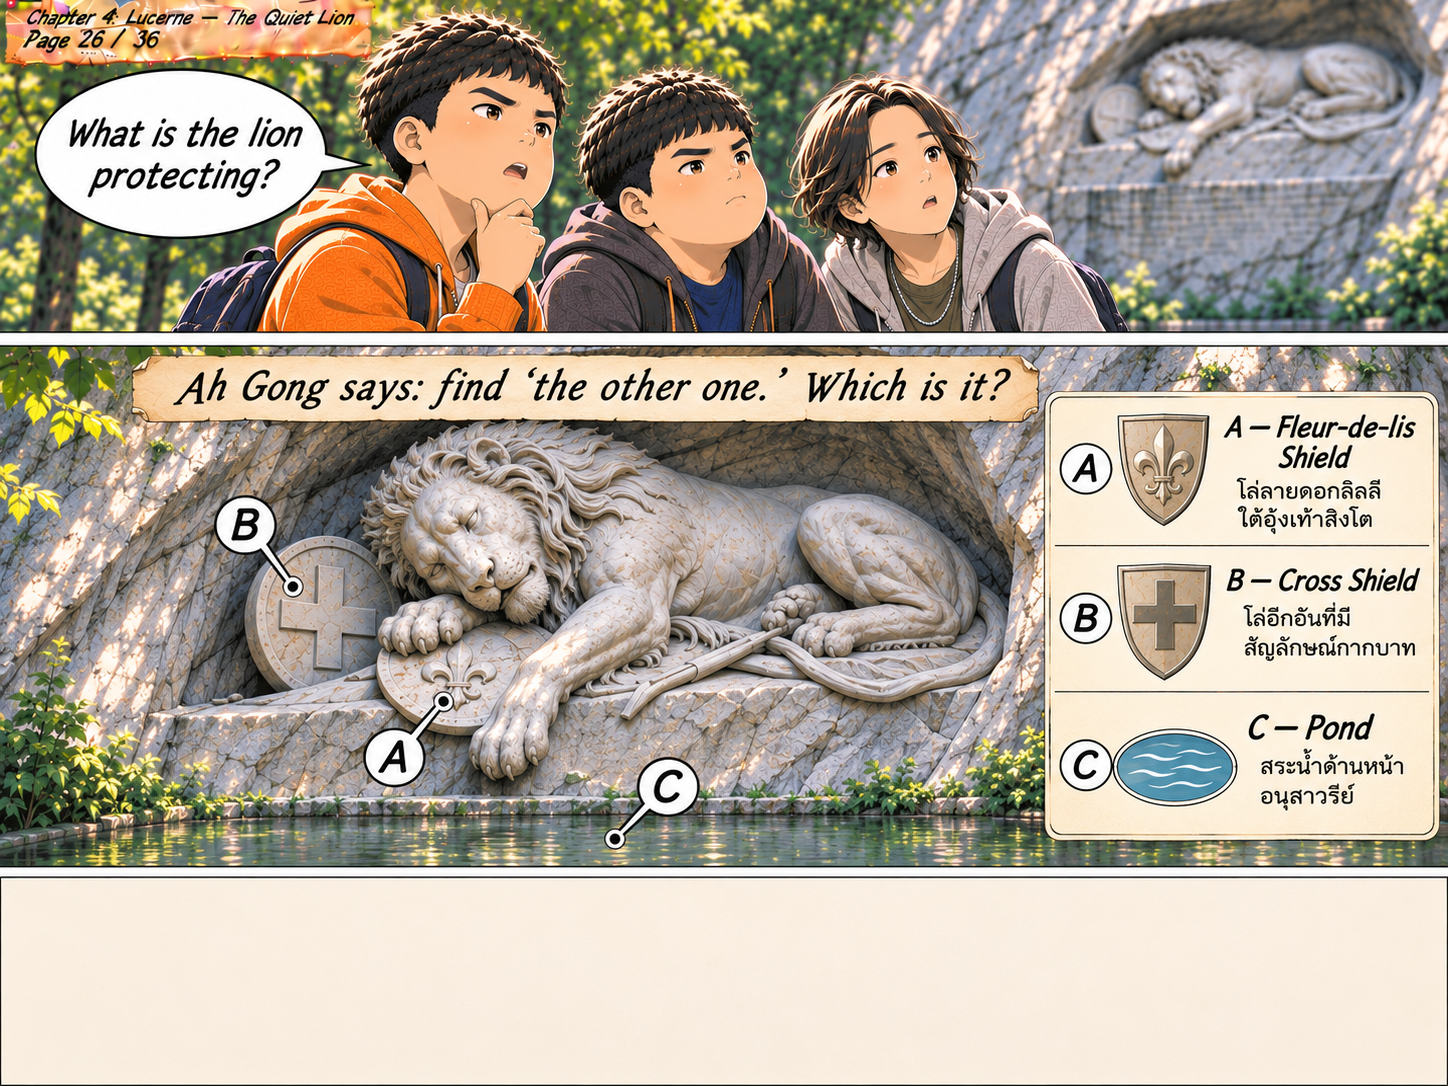 Chapter 4: Lucerne — The Quiet Lion
Page 26 / 36
What is the lion
protecting?
Ah Gong says: find ‘the other one.’ Which is it?
B
A
C
A
A — Fleur-de-lis
Shield
โล่ลายดอกลิลลี
ใต้อุ้งเท้าสิงโต
B
B — Cross Shield
โล่อีกอันที่มี
สัญลักษณ์กากบาท
C
C — Pond
สระน้ำด้านหน้า
อนุสาวรีย์